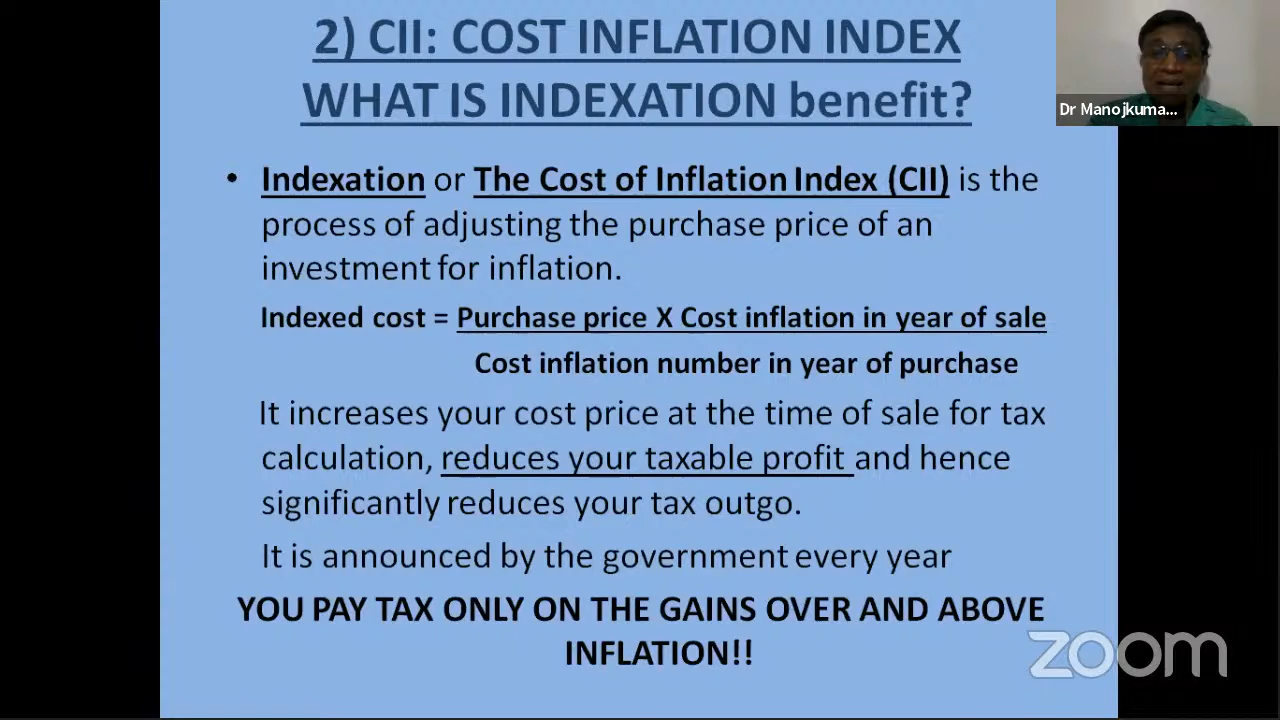 2) CII: COST INFLATION INDEX
WHAT IS INDEXATION benefit?
Dr Manojkuma...
• Indexation or The Cost of Inflation Index (CII) is the
process of adjusting the purchase price of an
investment for inflation.
Indexed cost = Purchase price X Cost inflation in year of sale
Cost inflation number in year of purchase
It increases your cost price at the time of sale for tax
calculation, reduces your taxable profit and hence
significantly reduces your tax outgo.
It is announced by the government every year
YOU PAY TAX ONLY ON THE GAINS OVER AND ABOVE
INFLATION!!
zoom